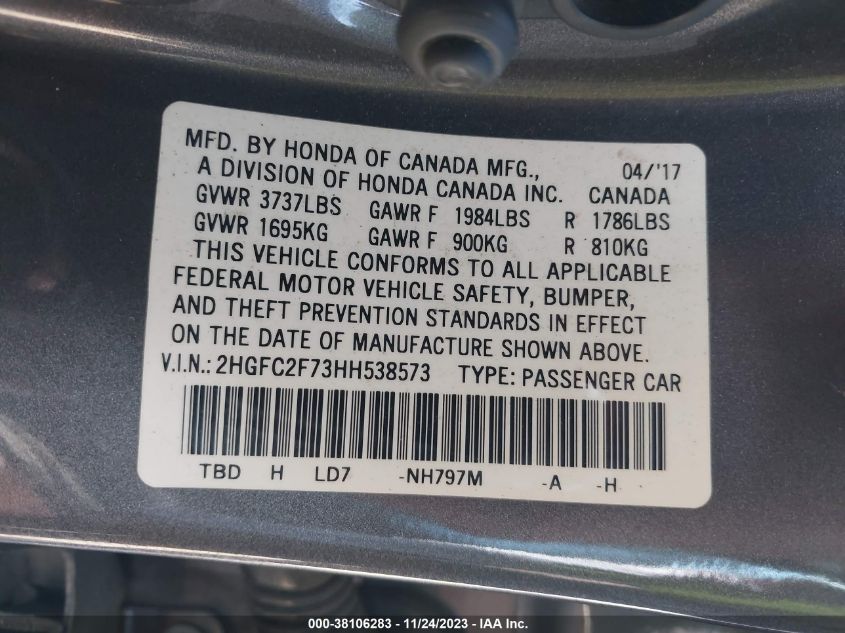 MFD. BY HONDA OF CANADA MFG., 04/'17
A DIVISION OF HONDA CANADA INC. CANADA
GVWR 3737LBS GAWR F 1984LBS R 1786LBS
GVWR 1695KG GAWR F 900KG R 810KG
THIS VEHICLE CONFORMS TO ALL APPLICABLE
FEDERAL MOTOR VEHICLE SAFETY, BUMPER,
AND THEFT PREVENTION STANDARDS IN EFFECT
ON THE DATE OF MANUFACTURE SHOWN ABOVE.
V.I.N.: 2HGFC2F73HH538573 TYPE: PASSENGER CAR
TBD H LD7 -NH797M -A -H
000-38106283 - 11/24/2023 - IAA Inc.